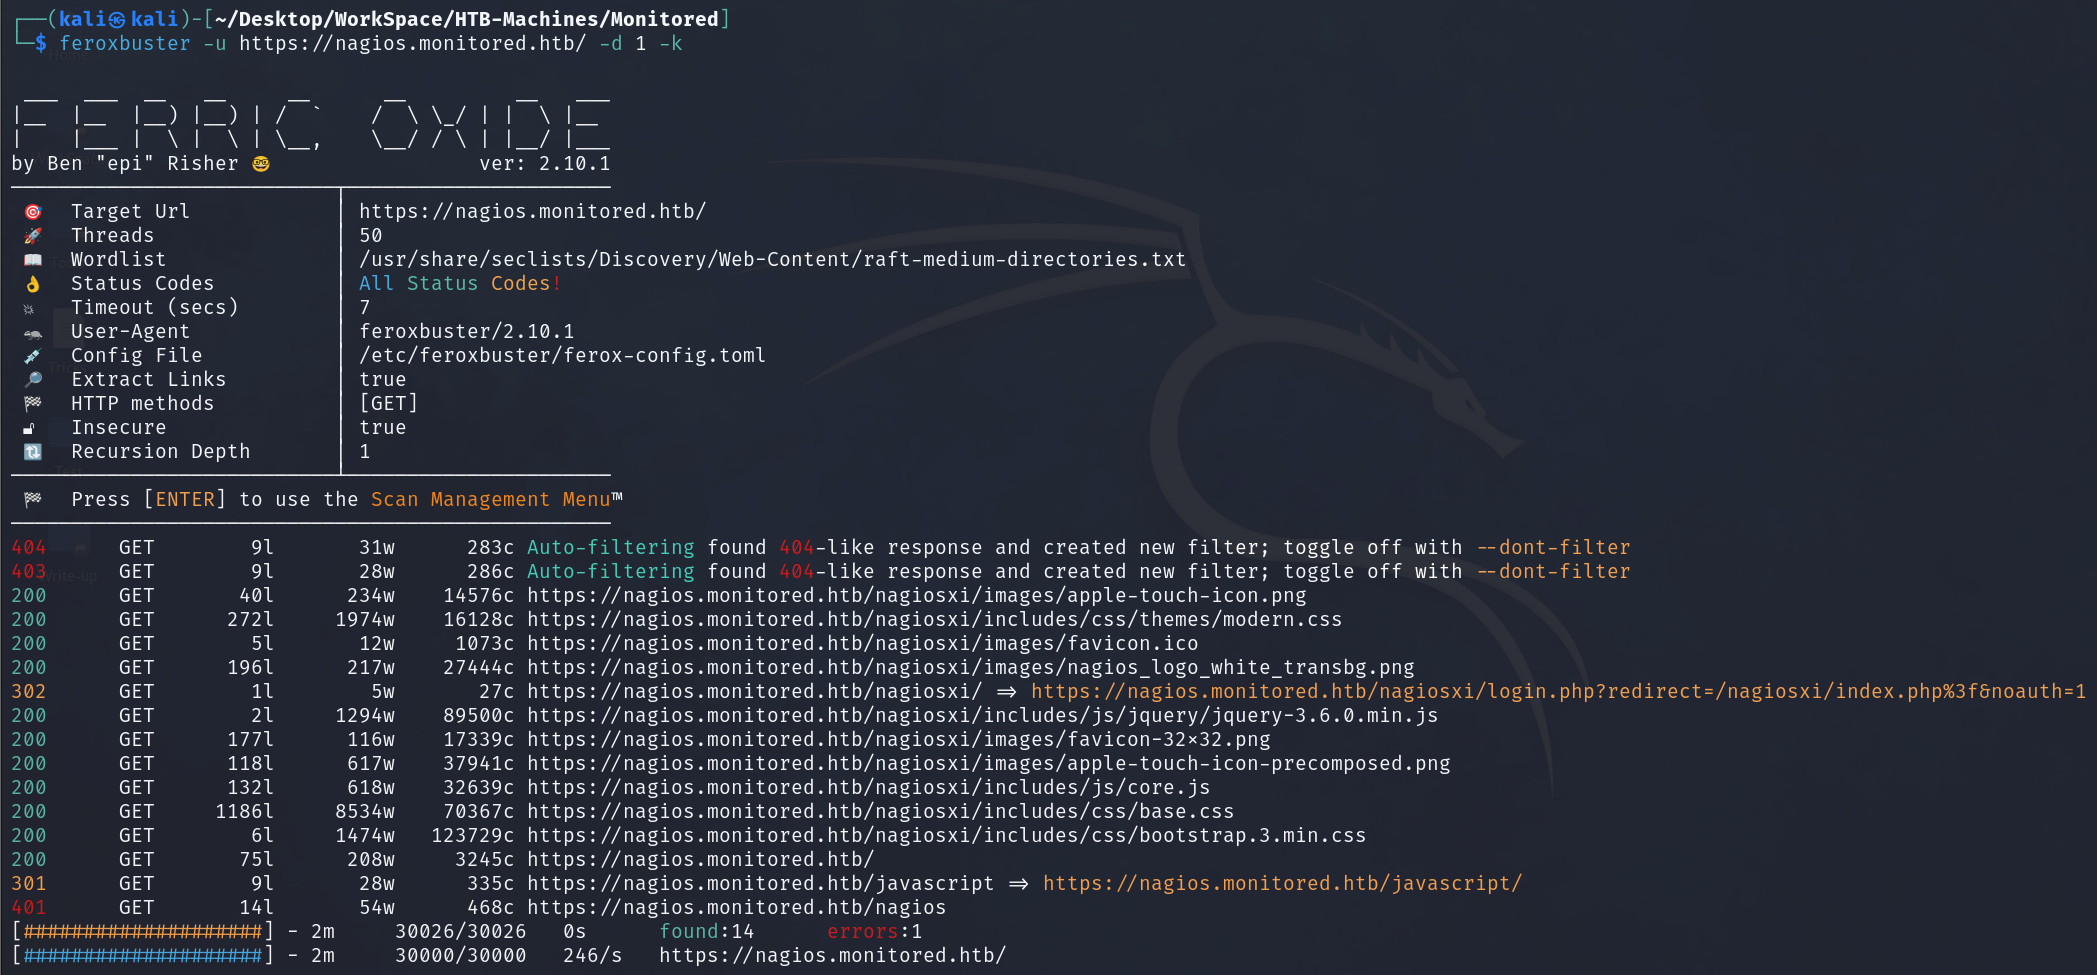 ┌──(kali㉿kali)-[~/Desktop/WorkSpace/HTB-Machines/Monitored]
└─$ feroxbuster -u https://nagios.monitored.htb/ -d 1 -k
FERRIC OXIDE
by Ben "epi" Risher 🤓 ver: 2.10.1
🎯 Target Url │ https://nagios.monitored.htb/
🚀 Threads │ 50
📖 Wordlist │ /usr/share/seclists/Discovery/Web-Content/raft-medium-directories.txt
👌 Status Codes │ All Status Codes!
💥 Timeout (secs) │ 7
🦡 User-Agent │ feroxbuster/2.10.1
💉 Config File │ /etc/feroxbuster/ferox-config.toml
🔎 Extract Links │ true
🏁 HTTP methods │ [GET]
🔓 Insecure │ true
🔃 Recursion Depth │ 1
🏁 Press [ENTER] to use the Scan Management Menu™
404 GET 9l 31w 283c Auto-filtering found 404-like response and created new filter; toggle off with --dont-filter
403 GET 9l 28w 286c Auto-filtering found 404-like response and created new filter; toggle off with --dont-filter
200 GET 40l 234w 14576c https://nagios.monitored.htb/nagiosxi/images/apple-touch-icon.png
200 GET 272l 1974w 16128c https://nagios.monitored.htb/nagiosxi/includes/css/themes/modern.css
200 GET 5l 12w 1073c https://nagios.monitored.htb/nagiosxi/images/favicon.ico
200 GET 196l 217w 27444c https://nagios.monitored.htb/nagiosxi/images/nagios_logo_white_transbg.png
302 GET 1l 5w 27c https://nagios.monitored.htb/nagiosxi/ => https://nagios.monitored.htb/nagiosxi/login.php?redirect=/nagiosxi/index.php%3f&noauth=1
200 GET 2l 1294w 89500c https://nagios.monitored.htb/nagiosxi/includes/js/jquery/jquery-3.6.0.min.js
200 GET 177l 116w 17339c https://nagios.monitored.htb/nagiosxi/images/favicon-32×32.png
200 GET 118l 617w 37941c https://nagios.monitored.htb/nagiosxi/images/apple-touch-icon-precomposed.png
200 GET 132l 618w 32639c https://nagios.monitored.htb/nagiosxi/includes/js/core.js
200 GET 1186l 8534w 70367c https://nagios.monitored.htb/nagiosxi/includes/css/base.css
200 GET 6l 1474w 123729c https://nagios.monitored.htb/nagiosxi/includes/css/bootstrap.3.min.css
200 GET 75l 208w 3245c https://nagios.monitored.htb/
301 GET 9l 28w 335c https://nagios.monitored.htb/javascript => https://nagios.monitored.htb/javascript/
401 GET 14l 54w 468c https://nagios.monitored.htb/nagios
[####################] - 2m 30026/30026 0s found:14 errors:1
[####################] - 2m 30000/30000 246/s https://nagios.monitored.htb/